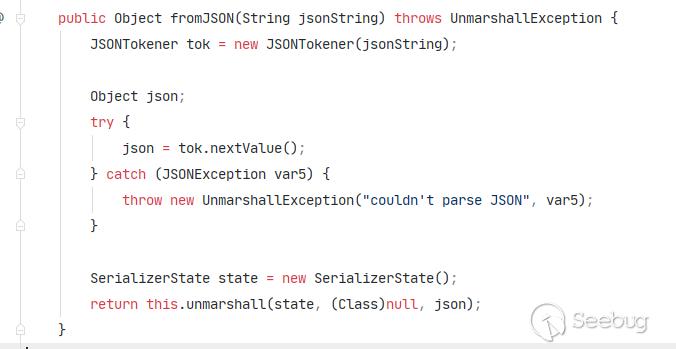 public Object fromJSON(String jsonString) throws UnmarshallException {
JSONTokener tok = new JSONTokener(jsonString);
Object json;
try {
json = tok.nextValue();
} catch (JSONException var5) {
throw new UnmarshallException("couldn't parse JSON", var5);
}
SerializerState state = new SerializerState();
return this.unmarshall(state, (Class)null, json);
}
Seebug